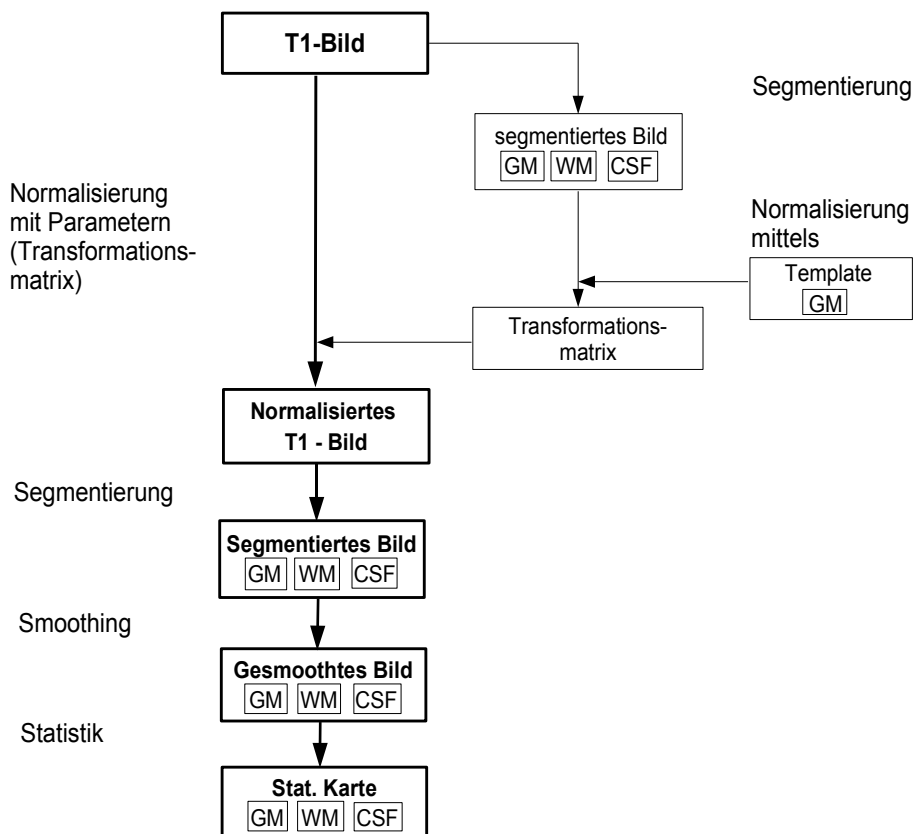 T1-Bild
Segmentierung
segmentiertes Bild
GM WM CSF
Normalisierung
mit Parametern
(Transformations-
matrix)
Normalisierung
mittels
Template
GM
Transformations-
matrix
Normalisiertes
T1 - Bild
Segmentierung
Segmentiertes Bild
GM WM CSF
Smoothing
Gesmoothtes Bild
GM WM CSF
Statistik
Stat. Karte
GM WM CSF